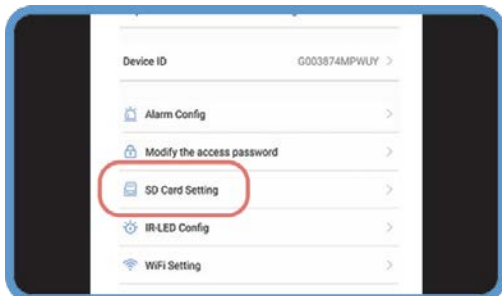 Device ID G003874MPWUY
Alarm Config
Modify the access password
SD Card Setting
IR-LED Config
WiFi Setting